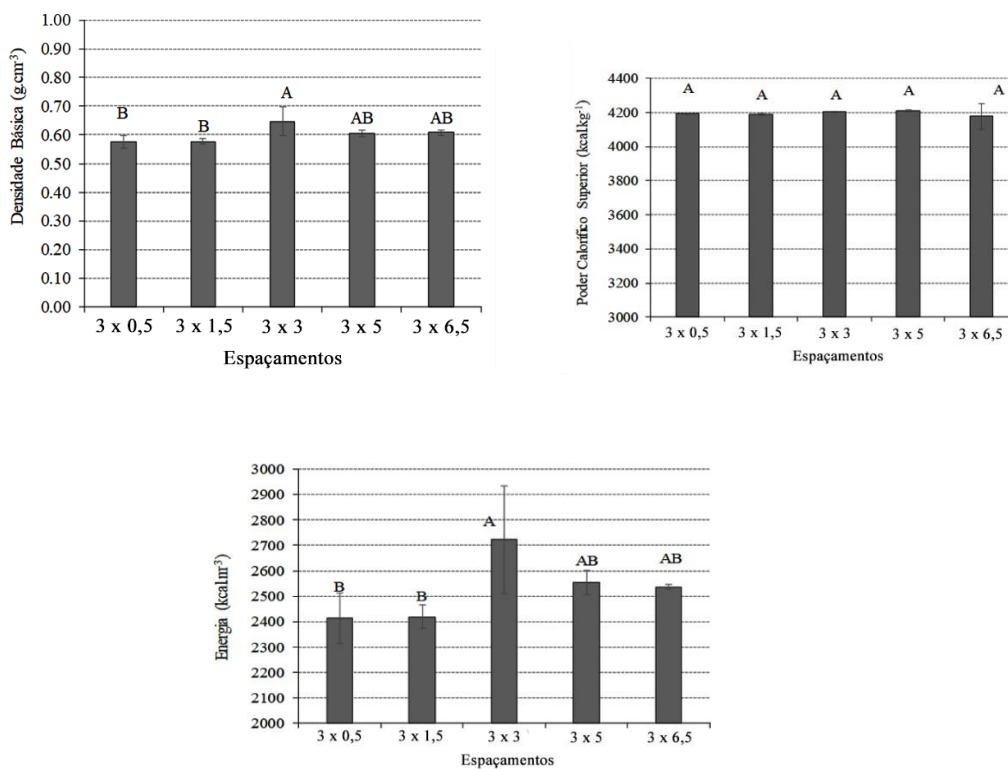 Densidade Básica (g.cm³)
1.00
0.90
0.80
0.70
0.60
0.50
0.40
0.30
0.20
0.10
0.00
B
B
A
AB
AB
3 x 0,5
3 x 1,5
3 x 3
3 x 5
3 x 6,5
Espaçamentos
Poder Calorífico Superior (kcal.kg⁻¹)
4400
4200
4000
3800
3600
3400
3200
3000
A
A
A
A
A
3 x 0,5
3 x 1,5
3 x 3
3 x 5
3 x 6,5
Espaçamentos
Energia (kcal.m³)
3000
2900
2800
2700
2600
2500
2400
2300
2200
2100
2000
B
B
A
AB
AB
3 x 0,5
3 x 1,5
3 x 3
3 x 5
3 x 6,5
Espaçamentos